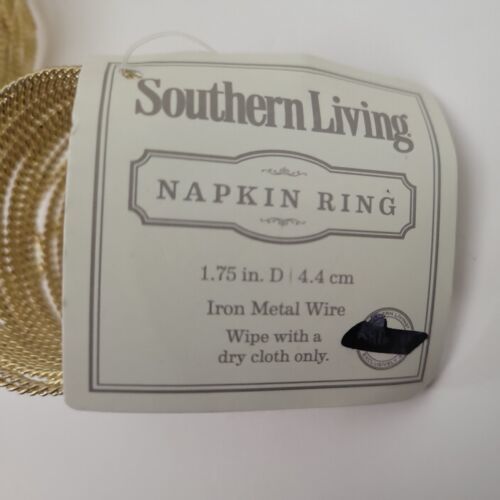 Southern Living
NAPKIN RING
1.75 in. D | 4.4 cm
Iron Metal Wire
Wipe with a
dry cloth only.